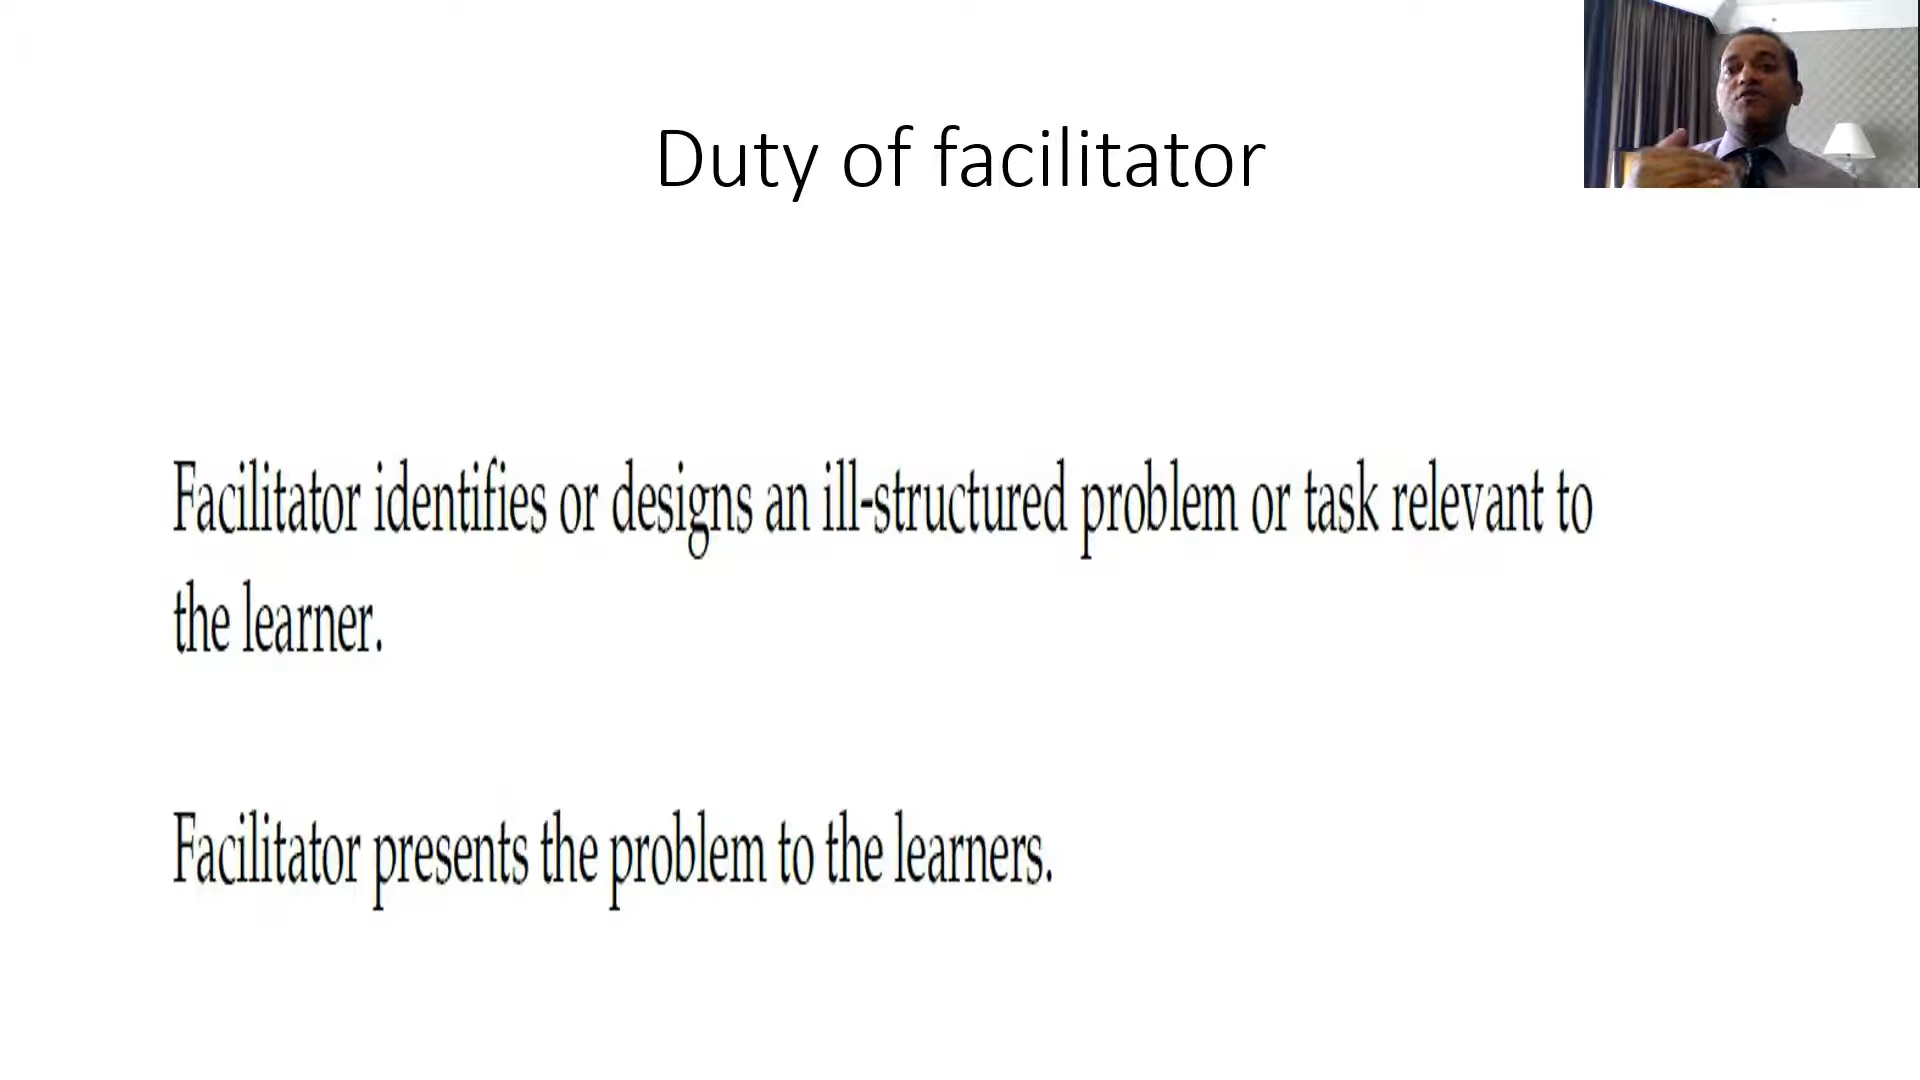 Duty of facilitator
Facilitator identifies or designs an ill-structured problem or task relevant to
the learner.
Facilitator presents the problem to the learners.